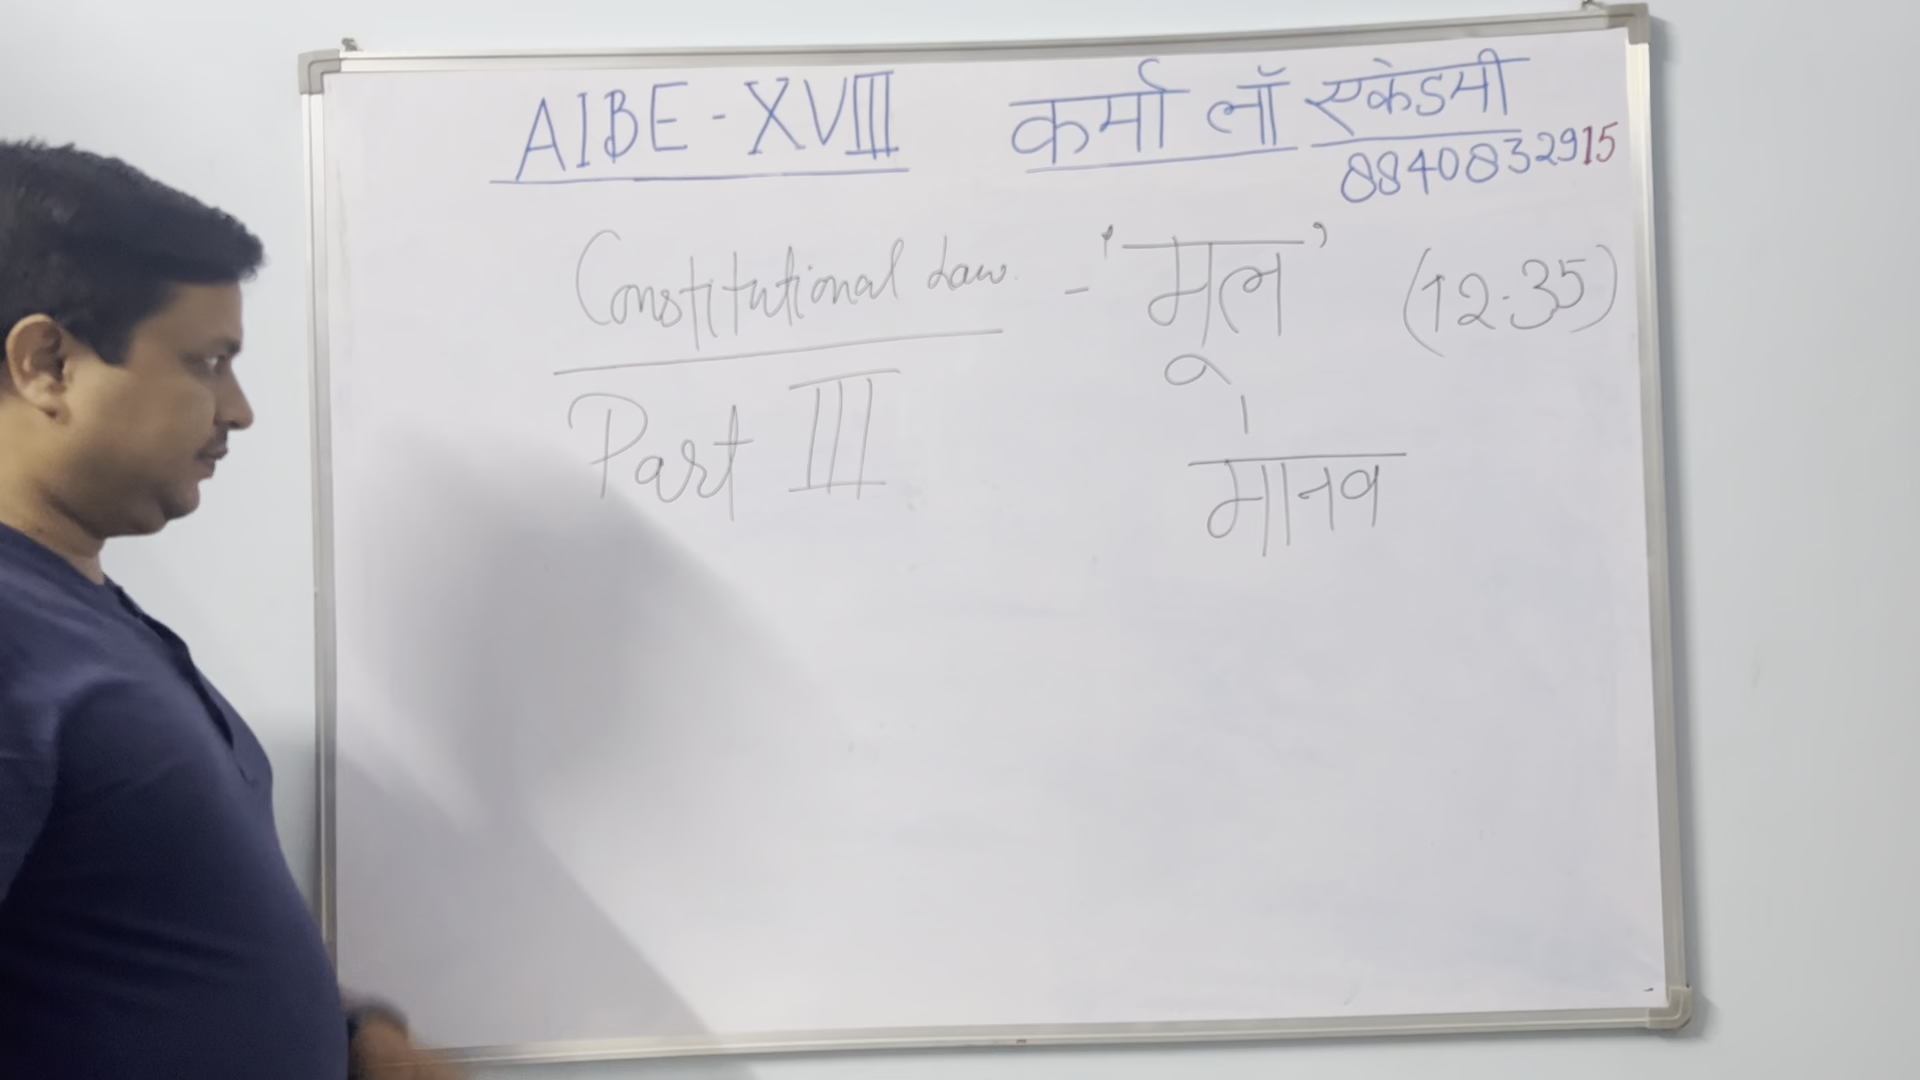 AIBE - XVIII कर्मा लॉ एकेडमी
8840832915
Constitutional Law - 'मूल' (12-35)
Part III
मानव